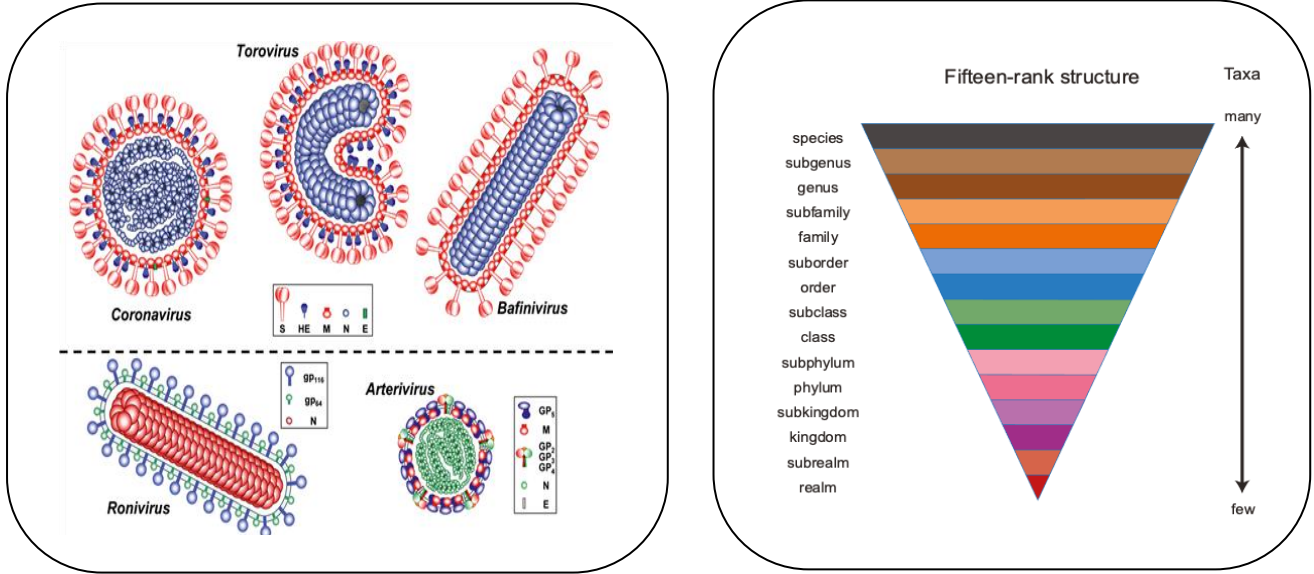 Torovirus
Coronavirus
Bafinivirus
S HE M N E
gp116
gp64
N
Ronivirus
Arterivirus
GP5
M
GP2
GP3
GP4
N
E
Fifteen-rank structure
Taxa
many
species
subgenus
genus
subfamily
family
suborder
order
subclass
class
subphylum
phylum
subkingdom
kingdom
subrealm
realm
few